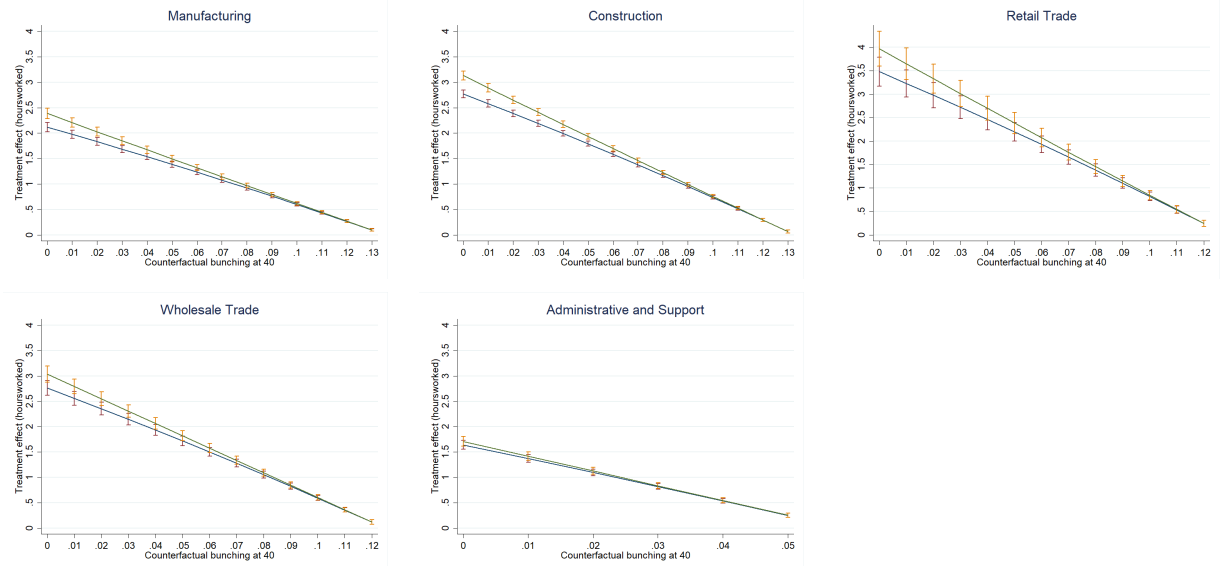 Manufacturing
Treatment effect (hoursworked)
4
3.5
3
2.5
2
1.5
1
.5
0
0 .01 .02 .03 .04 .05 .06 .07 .08 .09 .1 .11 .12 .13
Counterfactual bunching at 40
Construction
Treatment effect (hoursworked)
4
3.5
3
2.5
2
1.5
1
.5
0
0 .01 .02 .03 .04 .05 .06 .07 .08 .09 .1 .11 .12 .13
Counterfactual bunching at 40
Retail Trade
Treatment effect (hoursworked)
4
3.5
3
2.5
2
1.5
1
.5
0
0 .01 .02 .03 .04 .05 .06 .07 .08 .09 .1 .11 .12
Counterfactual bunching at 40
Wholesale Trade
Treatment effect (hoursworked)
4
3.5
3
2.5
2
1.5
1
.5
0
0 .01 .02 .03 .04 .05 .06 .07 .08 .09 .1 .11 .12
Counterfactual bunching at 40
Administrative and Support
Treatment effect (hoursworked)
4
3.5
3
2.5
2
1.5
1
.5
0
0 .01 .02 .03 .04 .05
Counterfactual bunching at 40